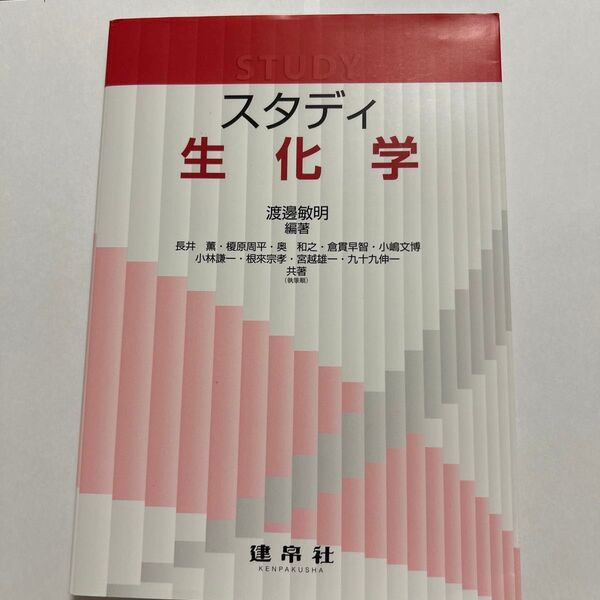 STUDY
スタディ
生化学
渡邊敏明
編著
長井 薫・榎原周平・奥 和之・倉貫早智・小嶋文博
小林謙一・根來宗孝・宮越雄一・九十九伸一
共著
(執筆順)
建帛社
KENPAKUSHA